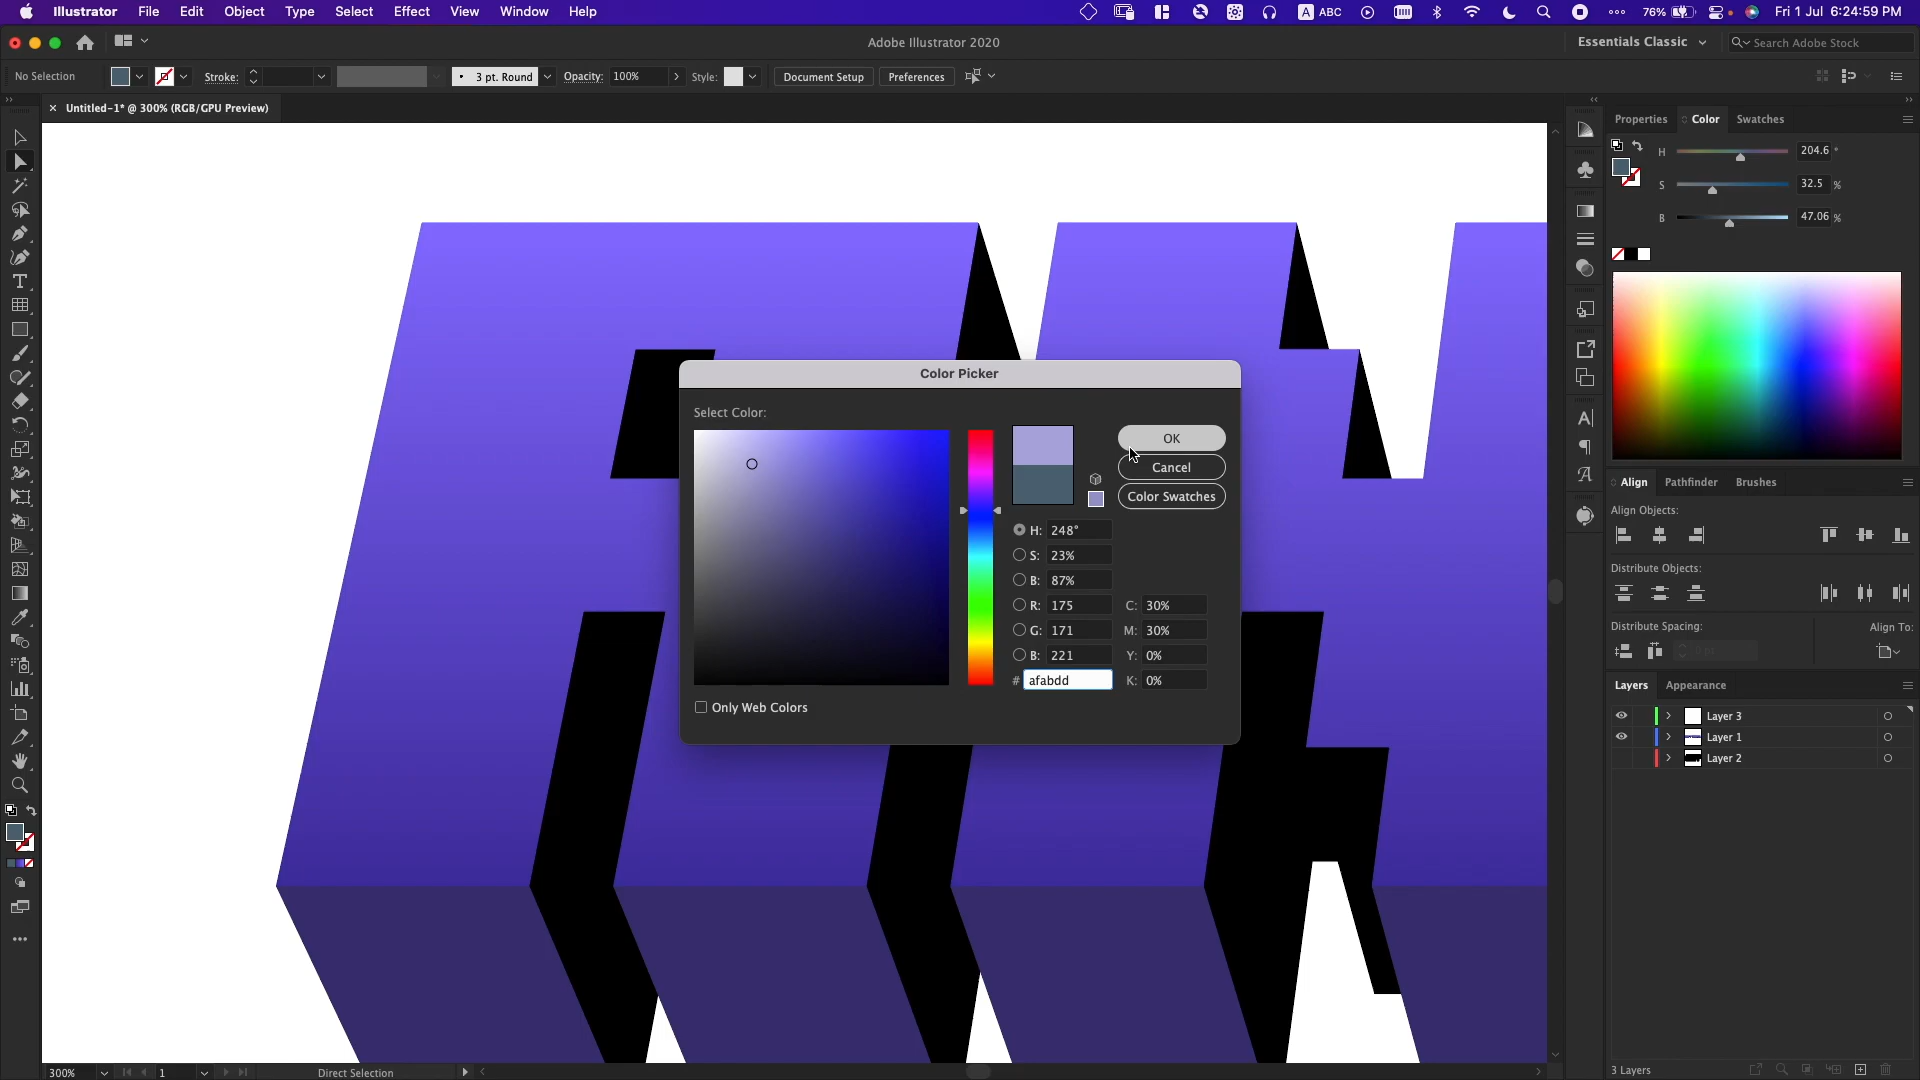 Illustrator File Edit Object Type Select Effect View Window Help A ABC 76% Fri 1 Jul 6:24:59 PM
Adobe Illustrator 2020 Essentials Classic Search Adobe Stock
No Selection Stroke: 3 pt. Round Opacity: 100% Style: Document Setup Preferences
Untitled-1* @ 300% (RGB/GPU Preview)
Properties Color Swatches
H 204.6 °
S 32.5 %
B 47.06 %
Color Picker
Select Color:
OK
Cancel
Color Swatches
H: 248°
S: 23%
B: 87%
R: 175 C: 30%
G: 171 M: 30%
B: 221 Y: 0%
# afabdd K: 0%
Only Web Colors
Align Pathfinder Brushes
Align Objects:
Distribute Objects:
Distribute Spacing: Align To:
0 pt
Layers Appearance
Layer 3
Layer 1
Layer 2
3 Layers
300% 1 Direct Selection